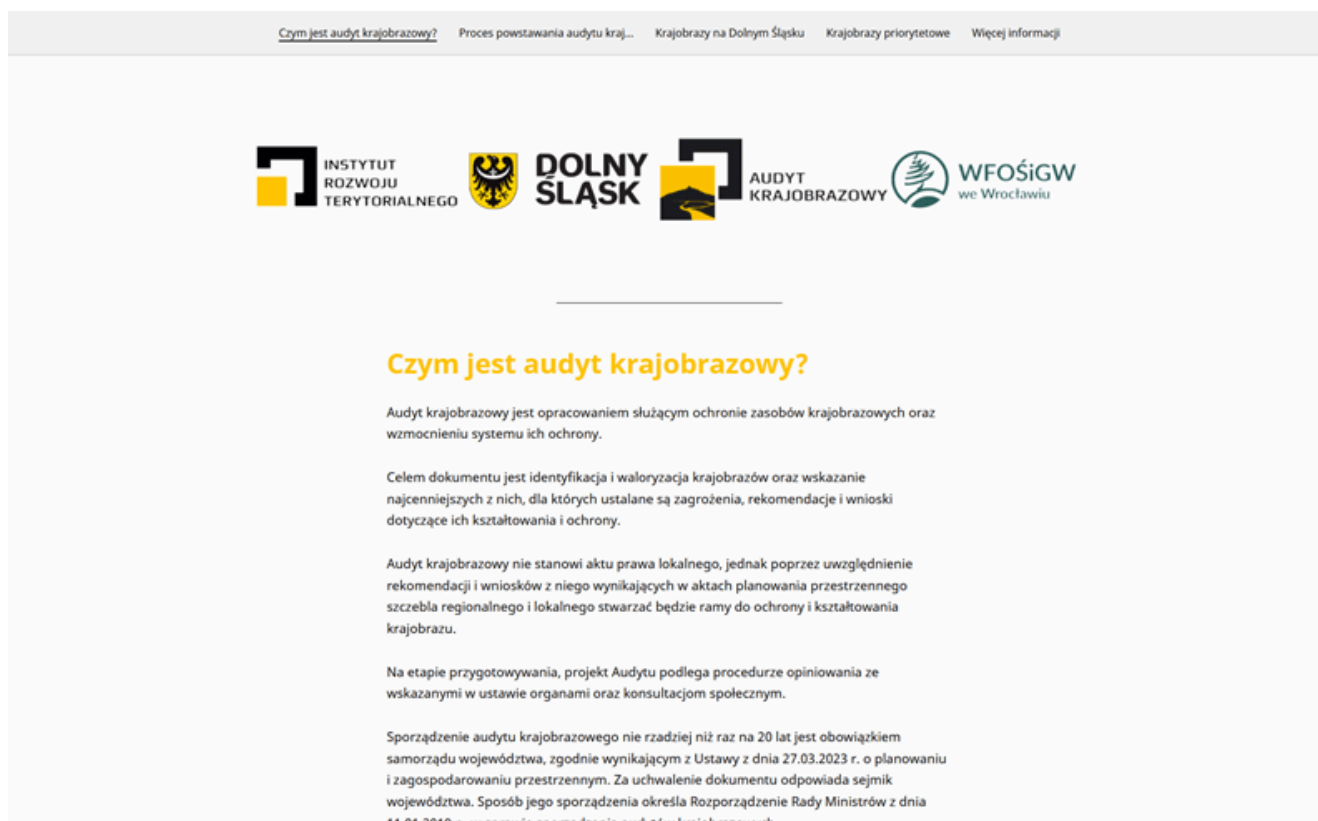 Czym jest audyt krajobrazowy? Proces powstawania audytu kraj... Krajobrazy na Dolnym Śląsku Krajobrazy priorytetowe Więcej informacji
INSTYTUT
ROZWOJU
TERYTORIALNEGO
DOLNY
ŚLĄSK
AUDYT
KRAJOBRAZOWY
WFOŚiGW
we Wrocławiu
Czym jest audyt krajobrazowy?
Audyt krajobrazowy jest opracowaniem służącym ochronie zasobów krajobrazowych oraz
wzmocnieniu systemu ich ochrony.
Celem dokumentu jest identyfikacja i waloryzacja krajobrazów oraz wskazanie
najcenniejszych z nich, dla których ustalane są zagrożenia, rekomendacje i wnioski
dotyczące ich kształtowania i ochrony.
Audyt krajobrazowy nie stanowi aktu prawa lokalnego, jednak poprzez uwzględnienie
rekomendacji i wniosków z niego wynikających w aktach planowania przestrzennego
szczebla regionalnego i lokalnego stwarzać będzie ramy do ochrony i kształtowania
krajobrazu.
Na etapie przygotowywania, projekt Audytu podlega procedurze opiniowania ze
wskazanymi w ustawie organami oraz konsultacjom społecznym.
Sporządzenie audytu krajobrazowego nie rzadziej niż raz na 20 lat jest obowiązkiem
samorządu województwa, zgodnie wynikającym z Ustawy z dnia 27.03.2023 r. o planowaniu
i zagospodarowaniu przestrzennym. Za uchwalenie dokumentu odpowiada sejmik
województwa. Sposób jego sporządzenia określa Rozporządzenie Rady Ministrów z dnia